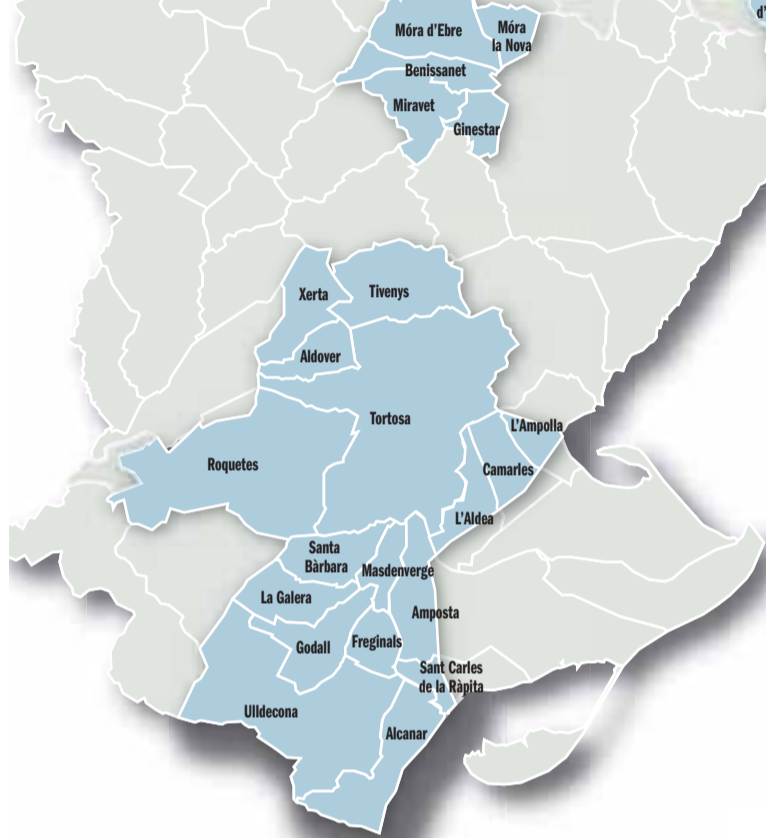 d'
Móra d'Ebre
Móra
la Nova
Benissanet
Miravet
Ginestar
Xerta
Tivenys
Aldover
Tortosa
L'Ampolla
Roquetes
Camarles
L'Aldea
Santa
Bàrbara
Masdenverge
La Galera
Amposta
Godall
Freginals
Sant Carles
de la Ràpita
Ulldecona
Alcanar